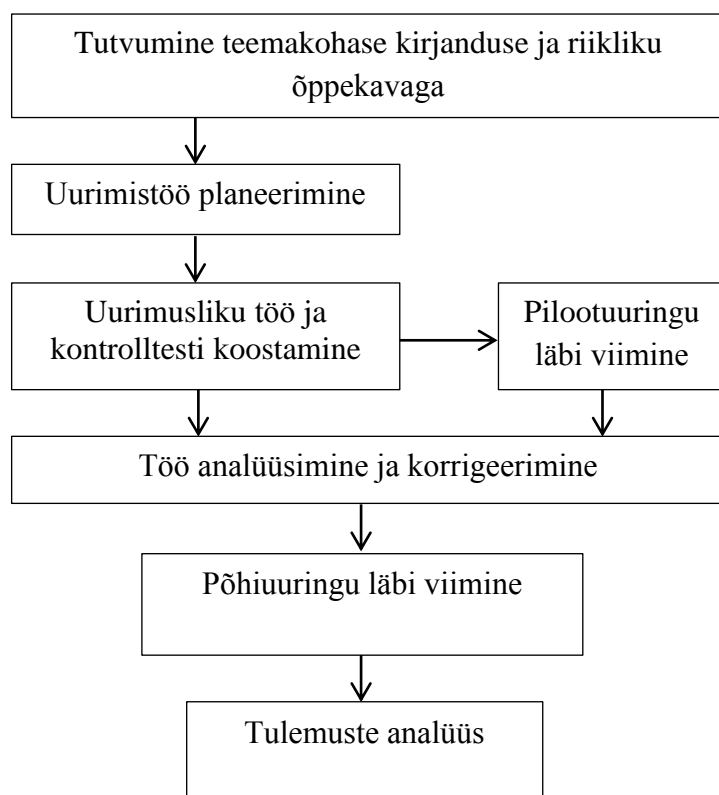 Tutvumine teemakohase kirjanduse ja riikliku
õppekavaga
Uurimistöö planeerimine
Uurimusliku töö ja
kontrolltesti koostamine
Pilootuuringu
läbi viimine
Töö analüüsimine ja korrigeerimine
Põhiuuringu läbi viimine
Tulemuste analüüs